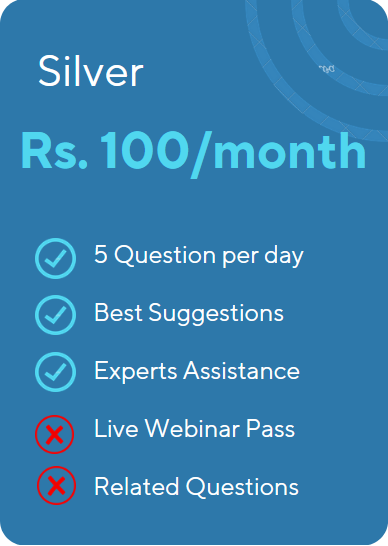 Silver
Rs. 100/month
5 Question per day
Best Suggestions
Experts Assistance
Live Webinar Pass
Related Questions